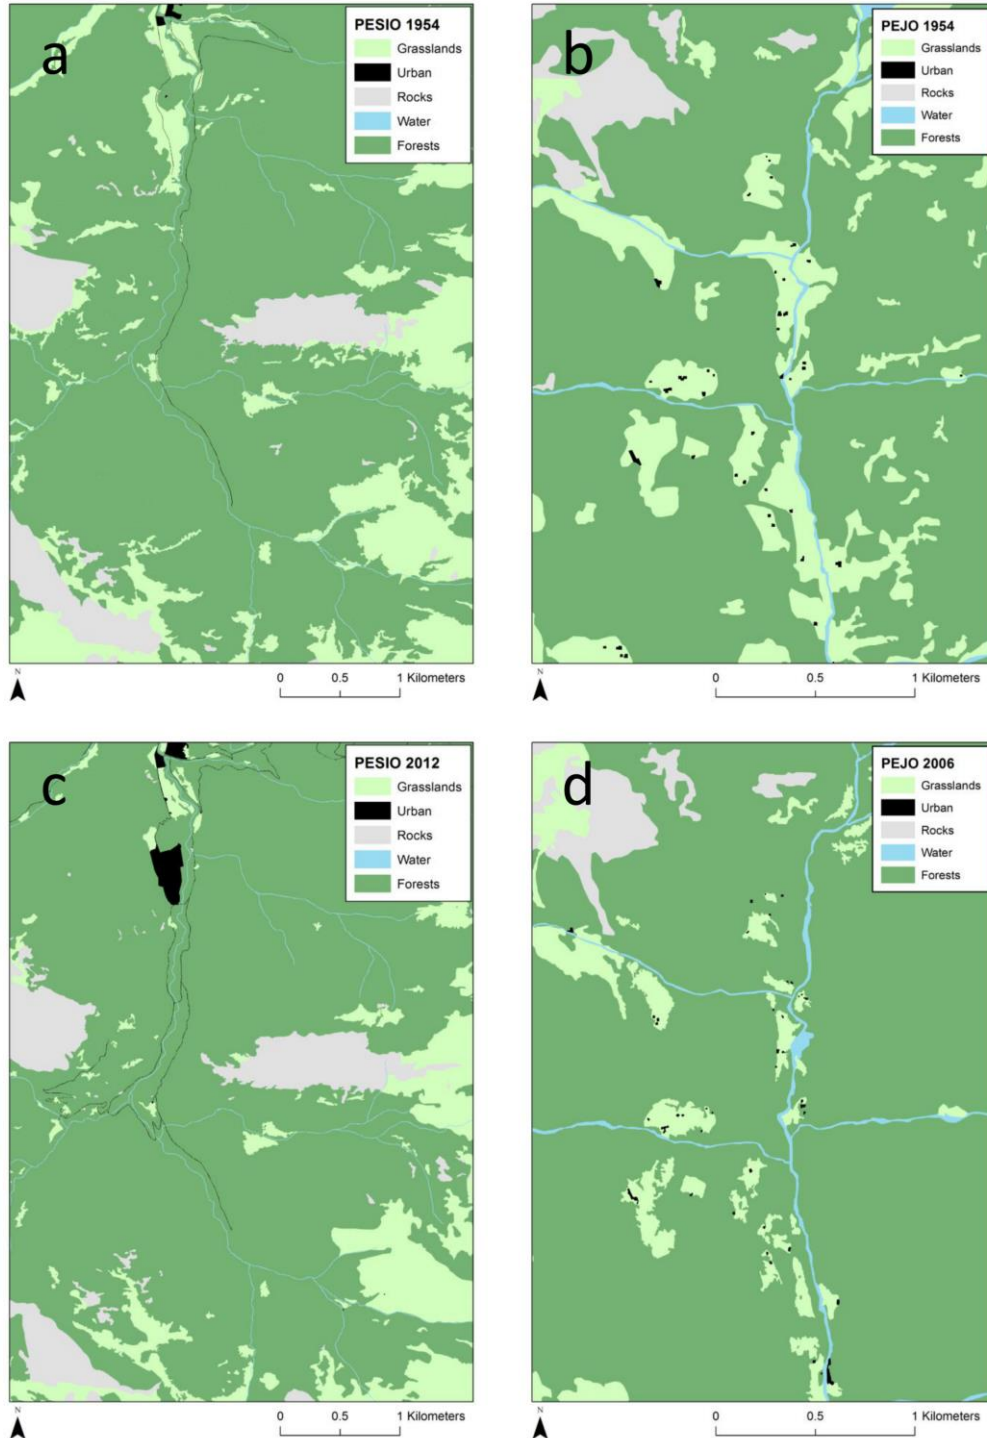 a
PESIO 1954
Grasslands
Urban
Rocks
Water
Forests
N
0 0.5 1 Kilometers
b
PEJO 1954
Grasslands
Urban
Rocks
Water
Forests
N
0 0.5 1 Kilometers
c
PESIO 2012
Grasslands
Urban
Rocks
Water
Forests
N
0 0.5 1 Kilometers
d
PEJO 2006
Grasslands
Urban
Rocks
Water
Forests
N
0 0.5 1 Kilometers